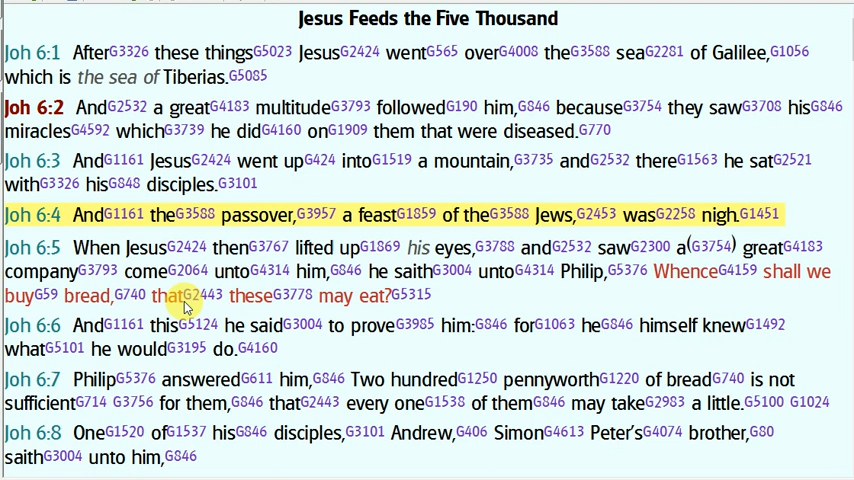 Jesus Feeds the Five Thousand
Joh 6:1 AfterG3326 these thingsG5023 JesusG2424 wentG565 overG4008 theG3588 seaG2281 of Galilee,G1056
which is the sea of Tiberias.G5085
Joh 6:2 AndG2532 a greatG4183 multitudeG3793 followedG190 him,G846 becauseG3754 they sawG3708 hisG846
miraclesG4592 whichG3739 he didG4160 onG1909 them that were diseased.G770
Joh 6:3 AndG1161 JesusG2424 went upG424 intoG1519 a mountain,G3735 andG2532 thereG1563 he satG2521
withG3326 hisG848 disciples.G3101
Joh 6:4 AndG1161 theG3588 passover,G3957 a feastG1859 of theG3588 Jews,G2453 wasG2258 nigh.G1451
Joh 6:5 When JesusG2424 thenG3767 lifted upG1869 his eyes,G3788 andG2532 sawG2300 a(G3754) greatG4183
companyG3793 comeG2064 untoG4314 him,G846 he saithG3004 untoG4314 Philip,G5376 WhenceG4159 shall we
buyG59 bread,G740 thatG2443 theseG3778 may eat?G5315
Joh 6:6 AndG1161 thisG5124 he saidG3004 to proveG3985 him:G846 forG1063 heG846 himself knewG1492
whatG5101 he wouldG3195 do.G4160
Joh 6:7 PhilipG5376 answeredG611 him,G846 Two hundredG1250 pennyworthG1220 of breadG740 is not
sufficientG714 G3756 for them,G846 thatG2443 every oneG1538 of themG846 may takeG2983 a little.G5100 G1024
Joh 6:8 OneG1520 ofG1537 hisG846 disciples,G3101 Andrew,G406 SimonG4613 Peter'sG4074 brother,G80
saithG3004 unto him,G846